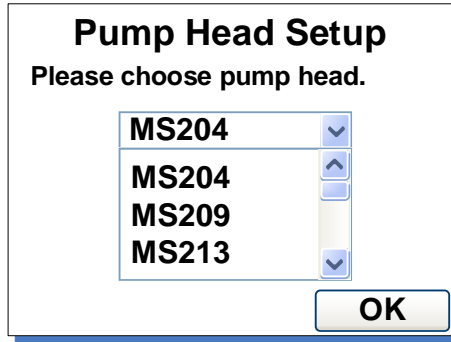 Pump Head Setup
Please choose pump head.
MS204
MS204
MS209
MS213
OK